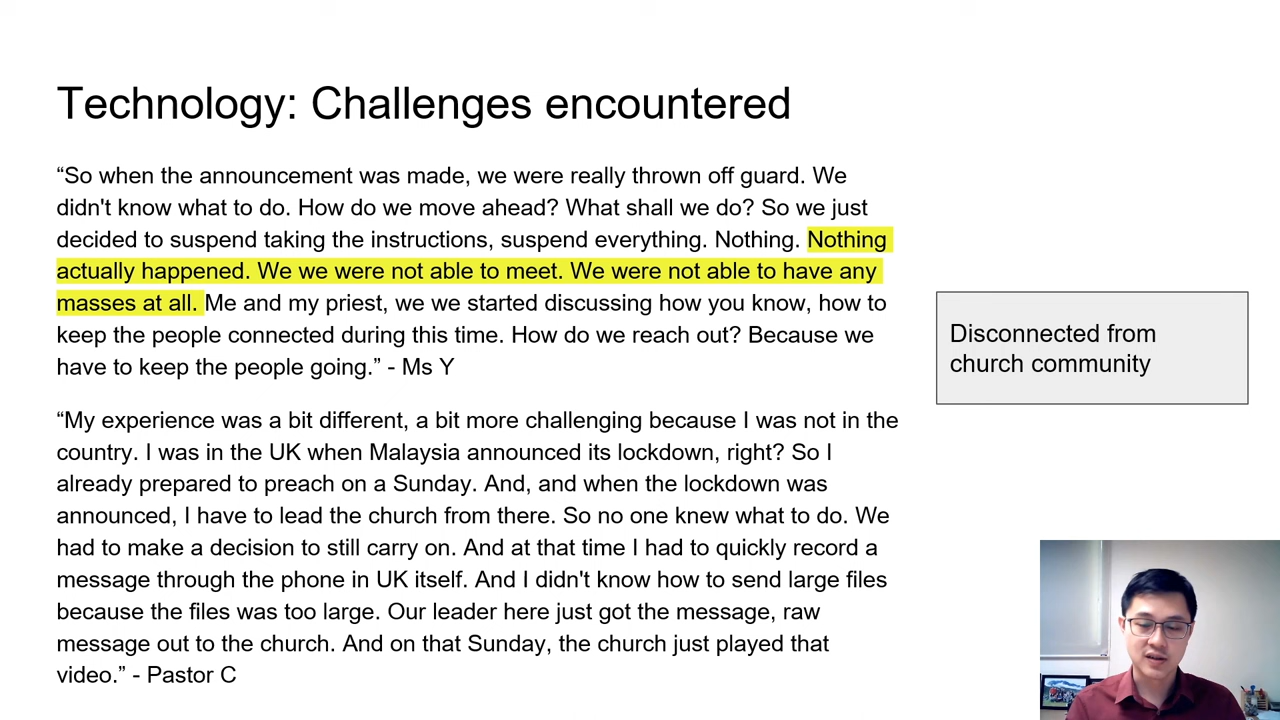 Technology: Challenges encountered
“So when the announcement was made, we were really thrown off guard. We
didn't know what to do. How do we move ahead? What shall we do? So we just
decided to suspend taking the instructions, suspend everything. Nothing. Nothing
actually happened. We we were not able to meet. We were not able to have any
masses at all. Me and my priest, we we started discussing how you know, how to
keep the people connected during this time. How do we reach out? Because we
have to keep the people going.” - Ms Y
Disconnected from
church community
“My experience was a bit different, a bit more challenging because I was not in the
country. I was in the UK when Malaysia announced its lockdown, right? So I
already prepared to preach on a Sunday. And, and when the lockdown was
announced, I have to lead the church from there. So no one knew what to do. We
had to make a decision to still carry on. And at that time I had to quickly record a
message through the phone in UK itself. And I didn't know how to send large files
because the files was too large. Our leader here just got the message, raw
message out to the church. And on that Sunday, the church just played that
video.” - Pastor C